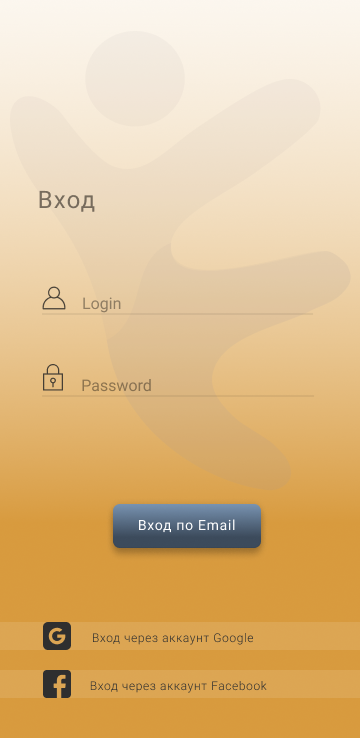 Вход
Login
Password
Вход по Email
Вход через аккаунт Google
Вход через аккаунт Facebook